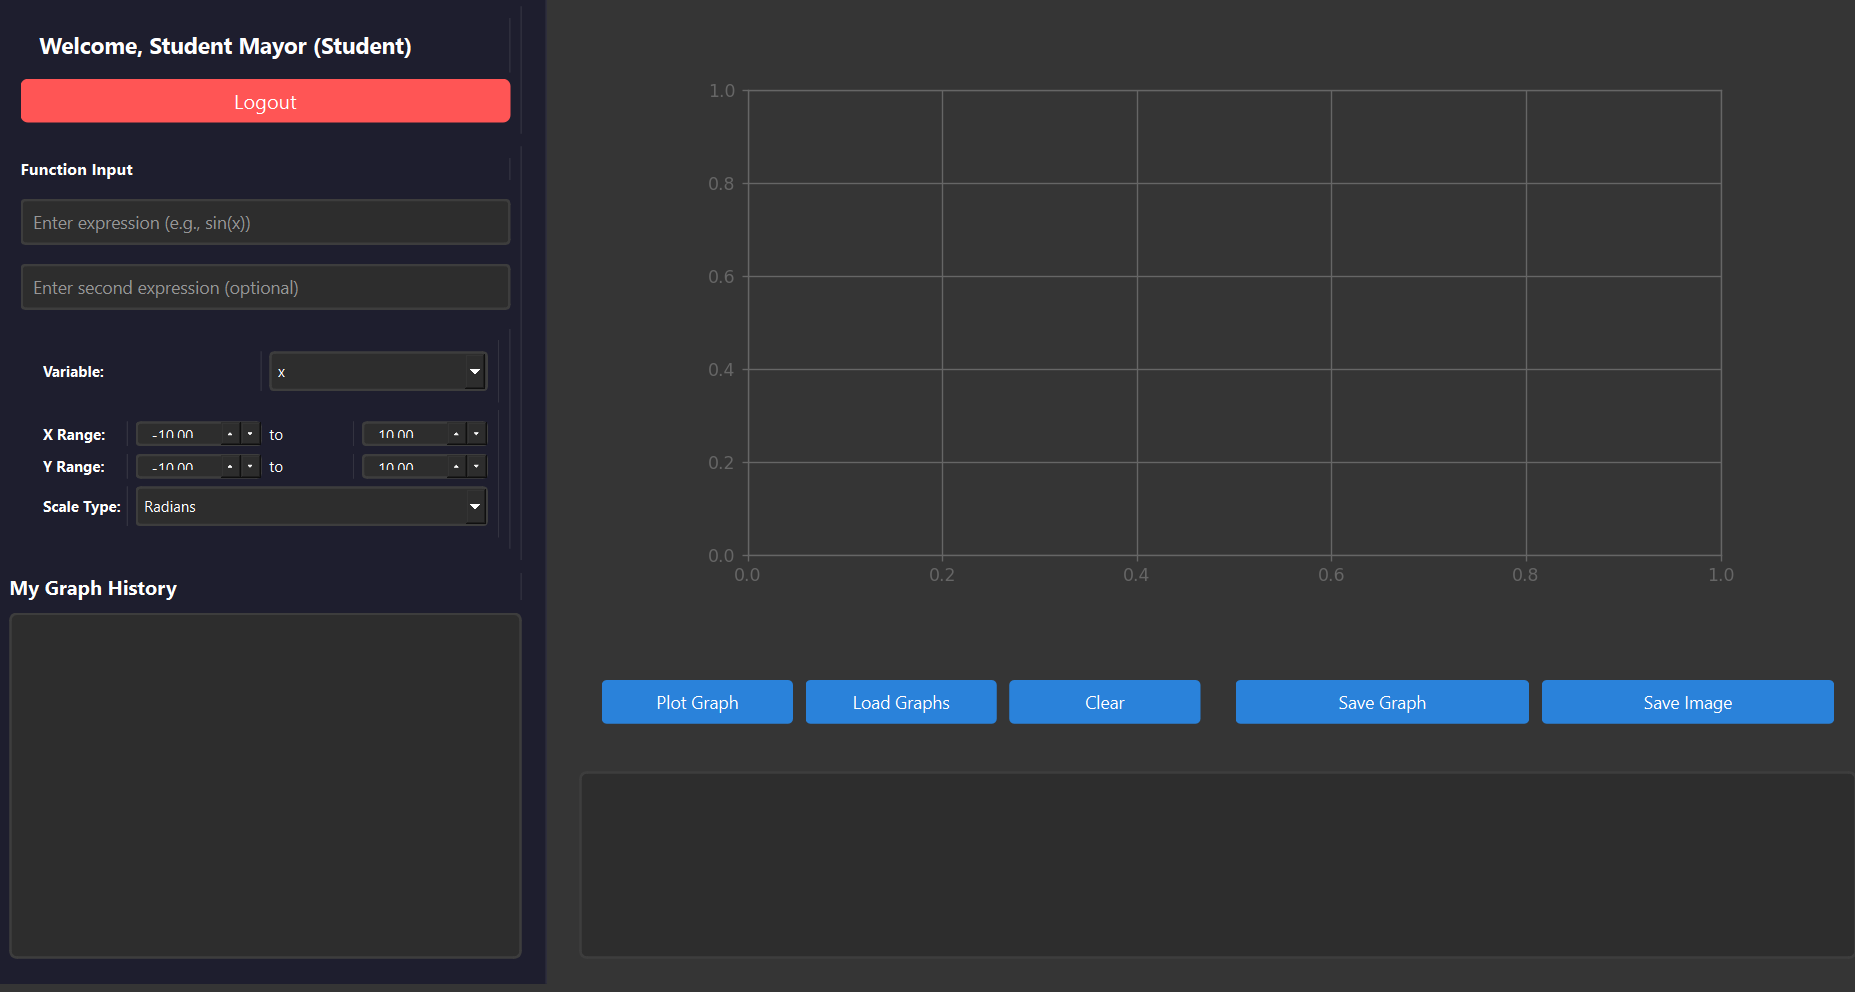 Welcome, Student Mayor (Student)
Logout
Function Input
Enter expression (e.g., sin(x))
Enter second expression (optional)
Variable:
x
X Range:
-10.00
to
10.00
Y Range:
-10.00
to
10.00
Scale Type:
Radians
My Graph History
1.0
0.8
0.6
0.4
0.2
0.0
0.0 0.2 0.4 0.6 0.8 1.0
Plot Graph
Load Graphs
Clear
Save Graph
Save Image